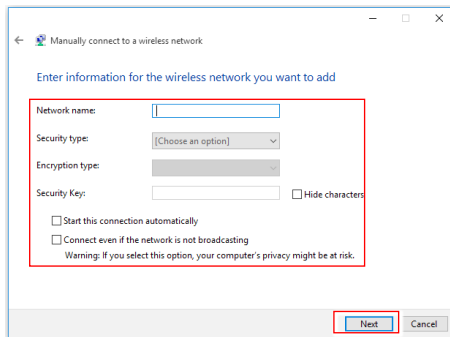 Manually connect to a wireless network
Enter information for the wireless network you want to add
Network name:
Security type: [Choose an option]
Encryption type:
Security Key: Hide characters
Start this connection automatically
Connect even if the network is not broadcasting
Warning: If you select this option, your computer's privacy might be at risk.
Next Cancel